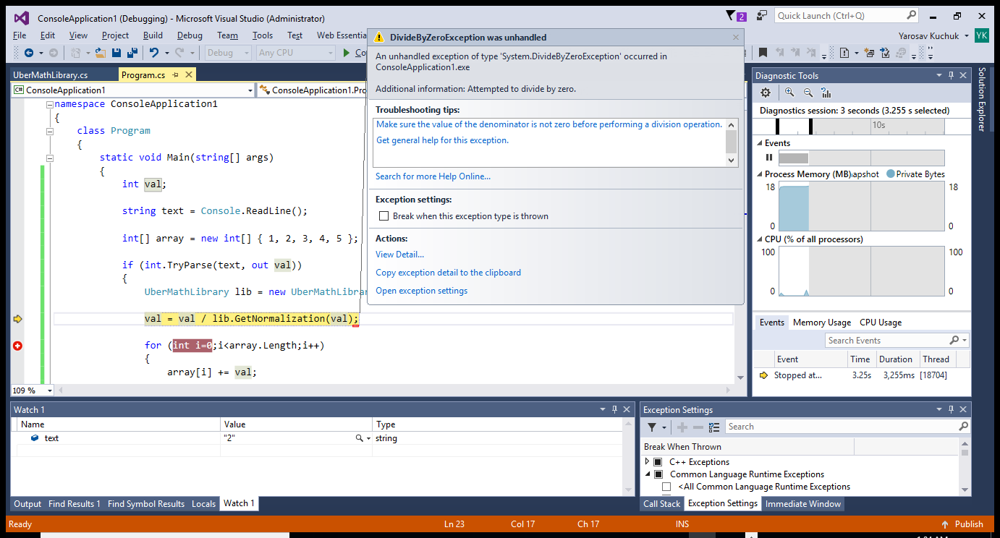 ConsoleApplication1 (Debugging) - Microsoft Visual Studio (Administrator)
2
Quick Launch (Ctrl+Q)
File Edit View Project Build Debug Team Tools Test Web Essentia
Yarosav Kuchuk YK
Debug Any CPU Co
UberMathLibrary.cs Program.cs
C# ConsoleApplication1 ConsoleApplication1.Pro
namespace ConsoleApplication1
{
class Program
{
static void Main(string[] args)
{
int val;
string text = Console.ReadLine();
int[] array = new int[] { 1, 2, 3, 4, 5 };
if (int.TryParse(text, out val))
{
UberMathLibrary lib = new UberMathLibrar
val = val / lib.GetNormalization(val);
for (int i=0;i<array.Length;i++)
{
array[i] += val;
109 %
DivideByZeroException was unhandled
An unhandled exception of type 'System.DivideByZeroException' occurred in
ConsoleApplication1.exe
Additional information: Attempted to divide by zero.
Troubleshooting tips:
Make sure the value of the denominator is not zero before performing a division operation.
Get general help for this exception.
Search for more Help Online...
Exception settings:
Break when this exception type is thrown
Actions:
View Detail...
Copy exception detail to the clipboard
Open exception settings
Diagnostic Tools
Diagnostics session: 3 seconds (3.255 s selected)
10s
Events
Process Memory (MB) apshot Private Bytes
18 18
0 0
CPU (% of all processors)
100 100
0 0
Events Memory Usage CPU Usage
Search Events
Event Time Duration Thread
Stopped at... 3.25s 3,255ms [18704]
Solution Explorer
Watch 1
Name Value Type
text "2" string
Output Find Results 1 Find Symbol Results Locals Watch 1
Exception Settings
Search
Break When Thrown
C++ Exceptions
Common Language Runtime Exceptions
<All Common Language Runtime Exceptions
Call Stack Exception Settings Immediate Window
Ready Ln 23 Col 17 Ch 17 INS Publish